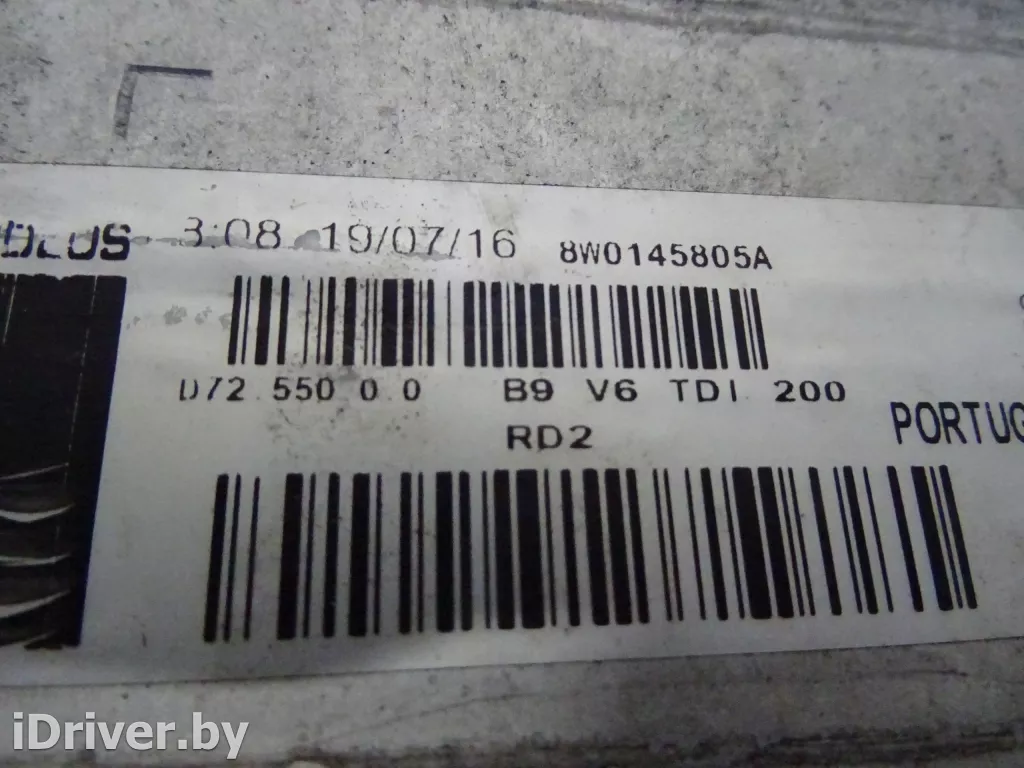 3:08 19/07/16 8W0145805A
D72 550 0 0 B9 V6 TDI 200
RD2
PORTUG
iDriver.by